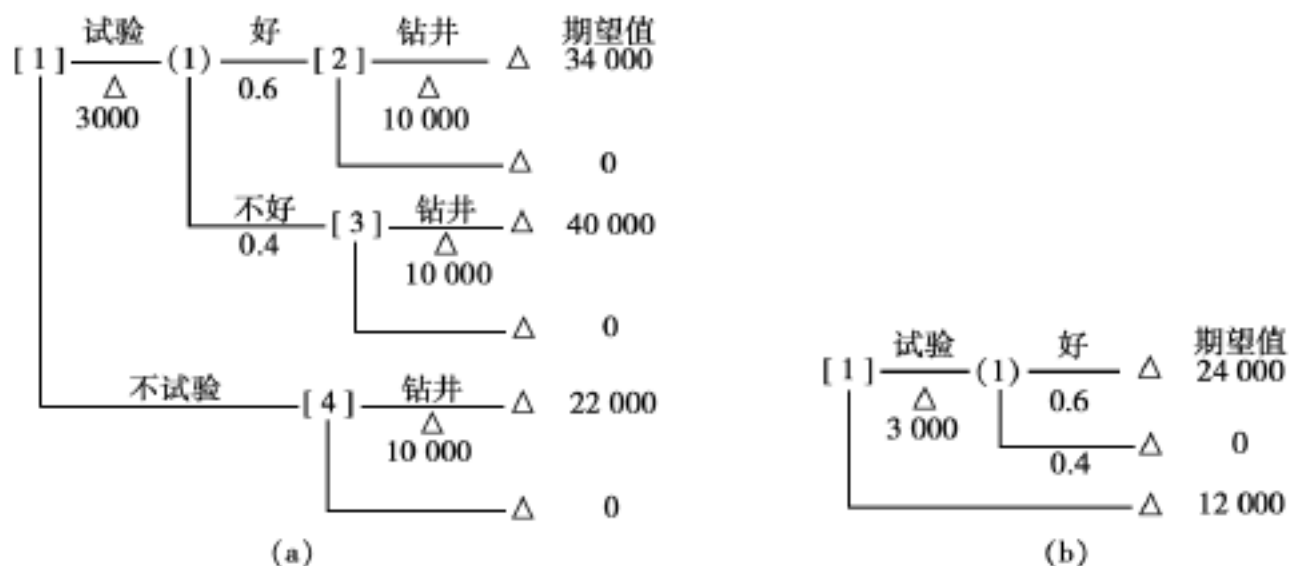 试验 好 钻井 期望值
[1] (1) [2] △ 34 000
△ 0.6 △
3000 10 000
△ 0
不好 钻井
[3] △ 40 000
0.4 △
10 000
△ 0
不试验 钻井
[4] △ 22 000
△
10 000
△ 0
(a)
试验 好 期望值
[1] (1) △ 24 000
△ 0.6
3 000
△ 0
0.4
△ 12 000
(b)